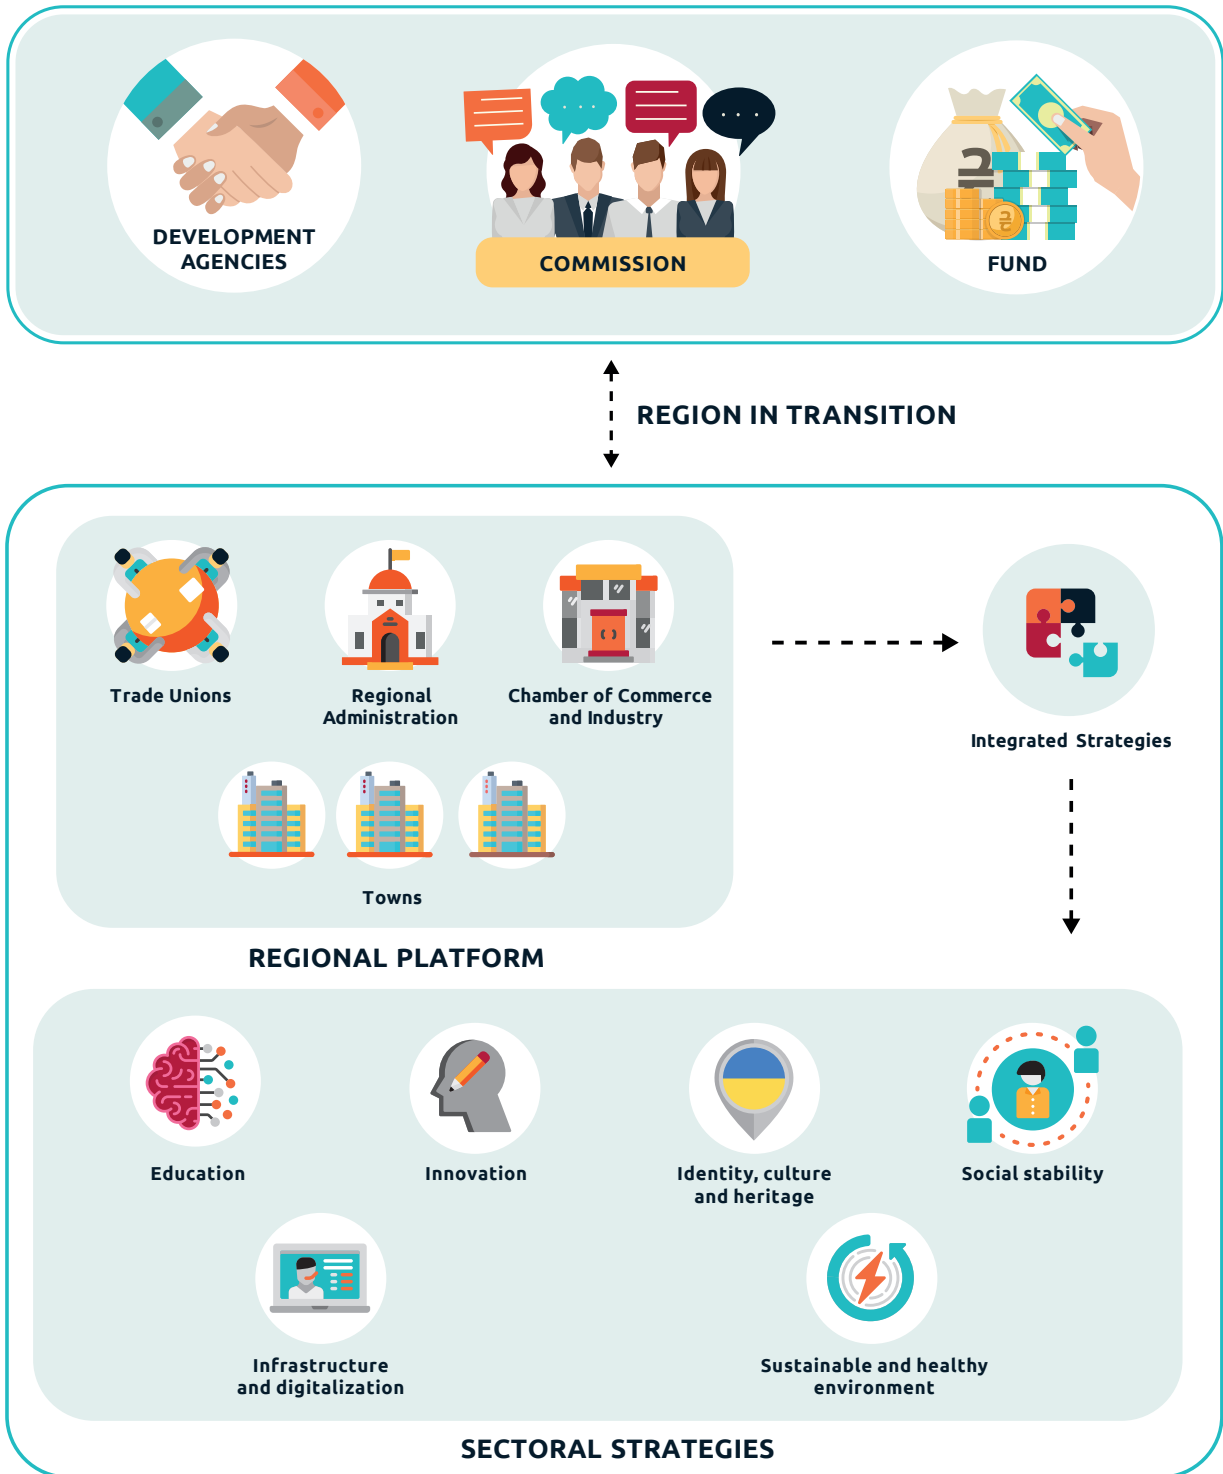 DEVELOPMENT
AGENCIES
COMMISSION
FUND
REGION IN TRANSITION
Trade Unions
Regional
Administration
Chamber of Commerce
and Industry
Integrated Strategies
Towns
REGIONAL PLATFORM
Education
Innovation
Identity, culture
and heritage
Social stability
Infrastructure
and digitalization
Sustainable and healthy
environment
SECTORAL STRATEGIES